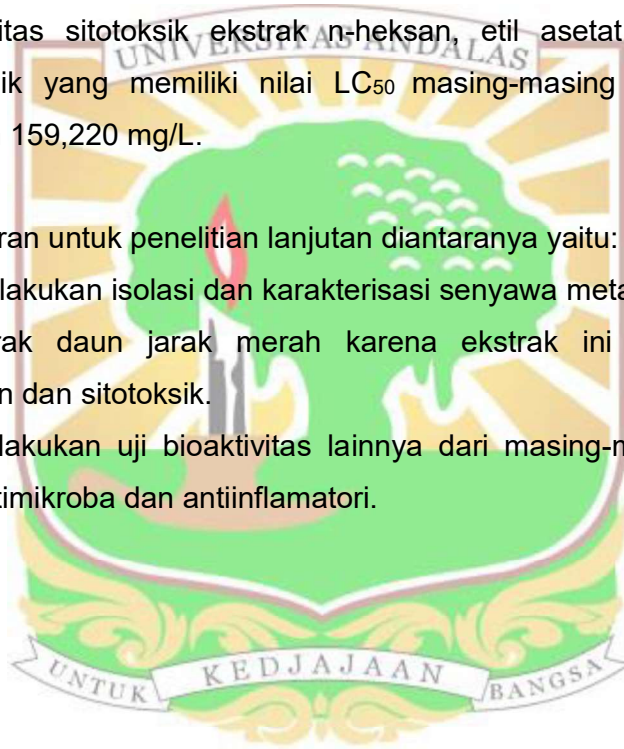 itas sitotoksik ekstrak n-heksan, etil asetat
UNIVERSITAS ANDALAS
ik yang memiliki nilai LC50 masing-masing
159,220 mg/L.
ran untuk penelitian lanjutan diantaranya yaitu:
lakukan isolasi dan karakterisasi senyawa meta
rak daun jarak merah karena ekstrak ini
n dan sitotoksik.
lakukan uji bioaktivitas lainnya dari masing-m
timikroba dan antiinflamatori.
UNTUK KEDJAJAAN BANGSA